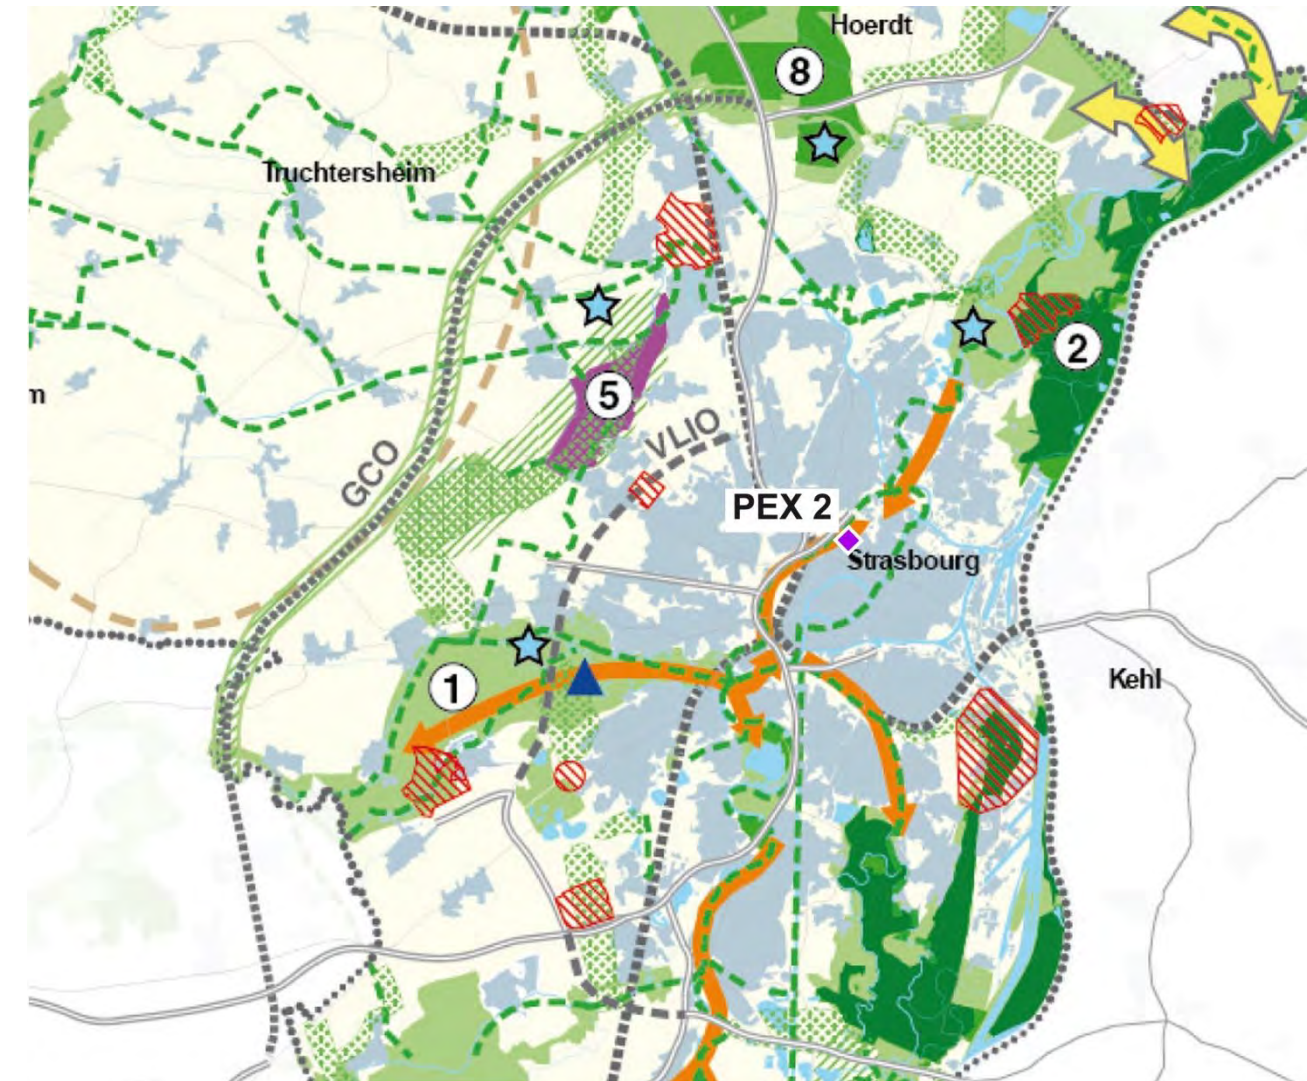 Hoerdt
8
Truchtersheim
2
5
m
VLIO
GCO
PEX 2
Strasbourg
1
Kehl